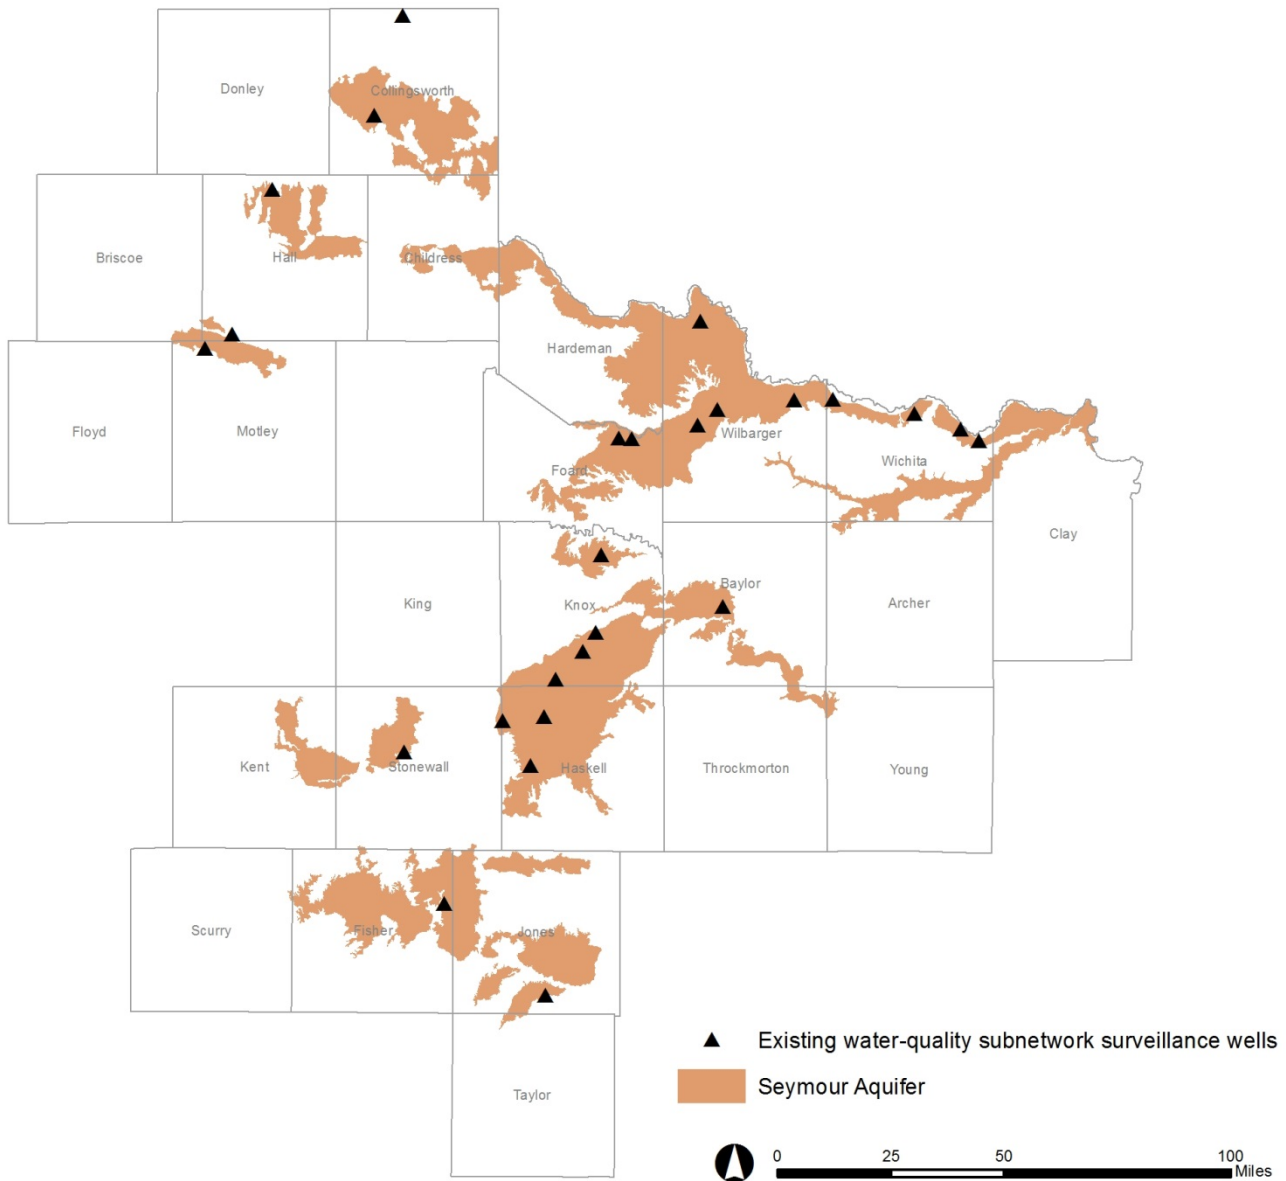 Donley
Collingsworth
Briscoe
Hall
Childress
Hardeman
Floyd
Motley
Wilbarger
Foard
Wichita
Clay
King
Knox
Baylor
Archer
Kent
Stonewall
Haskell
Throckmorton
Young
Scurry
Fisher
Jones
Taylor
Existing water-quality subnetwork surveillance wells
Seymour Aquifer
0 25 50 100
Miles